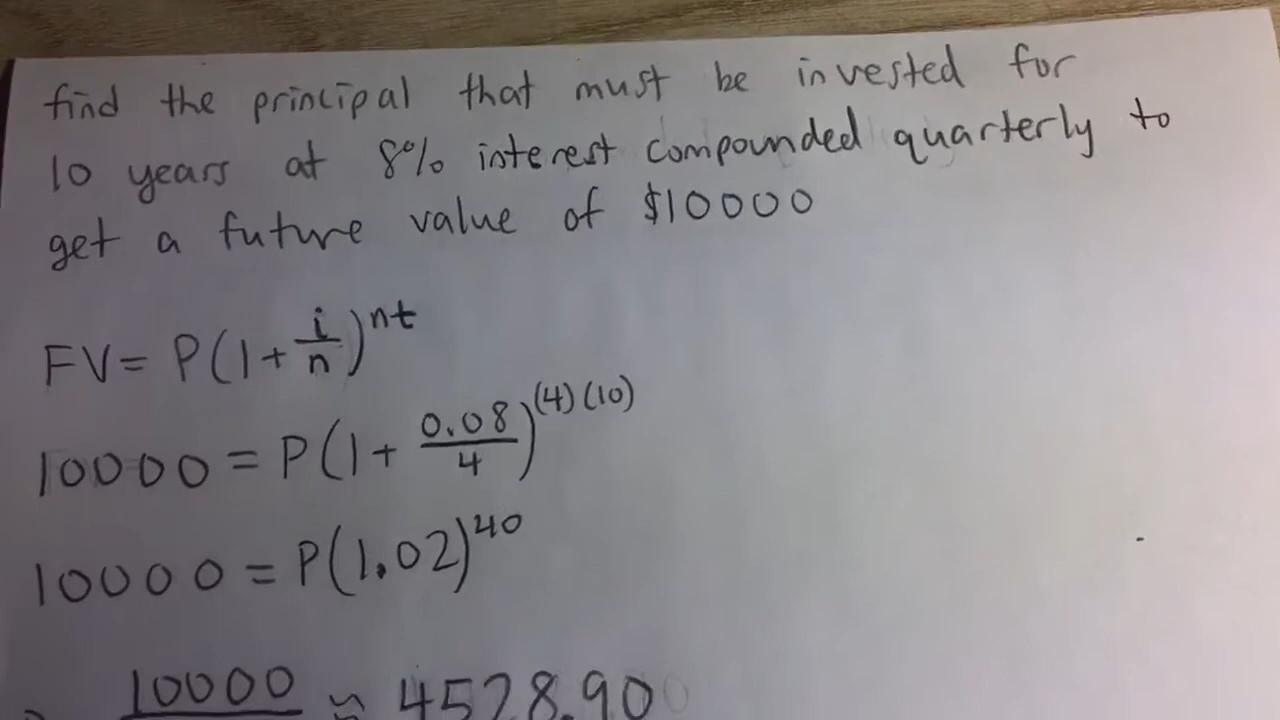 find the principal that must be invested for
10 years at 8% interest compounded quarterly to
get a future value of $10000
FV = P(1 + i/n)^nt
10000 = P(1 + 0.08/4)^(4)(10)
10000 = P(1.02)^40
10000 ≈ 4528.90